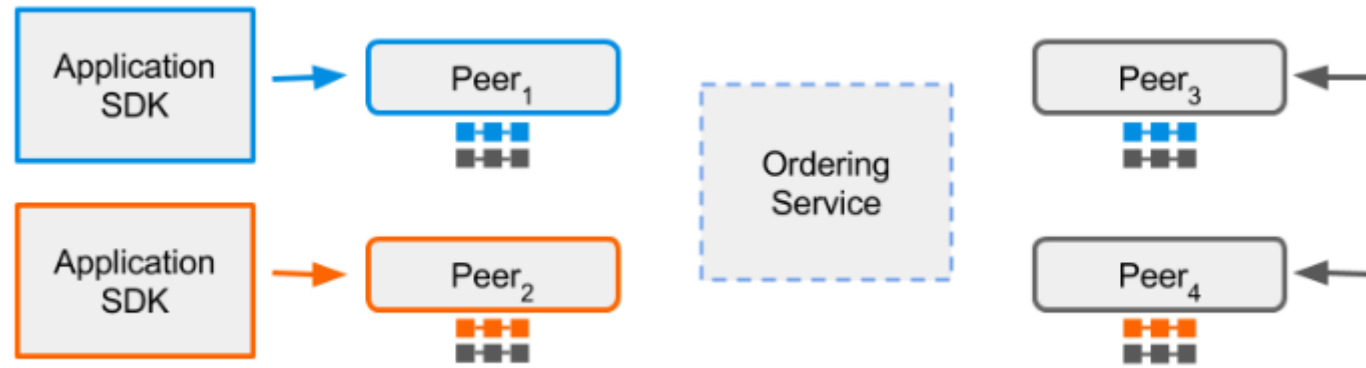 Application
SDK
Peer1
Ordering
Service
Peer3
Application
SDK
Peer2
Peer4